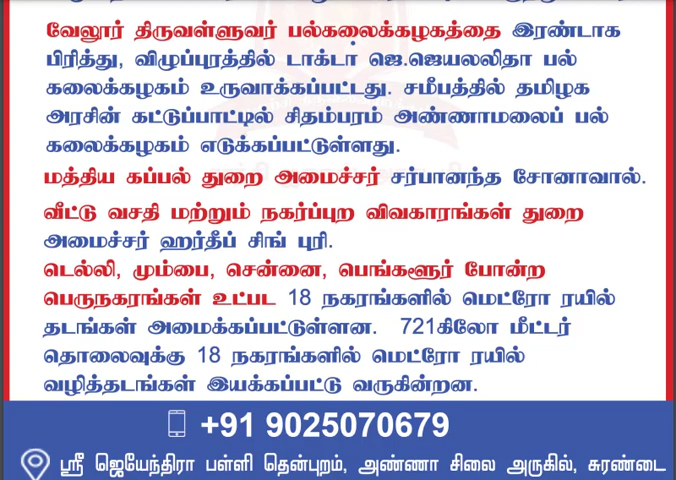 வேலூர் திருவள்ளுவர் பல்கலைக்கழகத்தை இரண்டாக
பிரித்து, விழுப்புரத்தில் டாக்டர் ஜெ.ஜெயலலிதா பல்
கலைக்கழகம் உருவாக்கப்பட்டது. சமீபத்தில் தமிழக
அரசின் கட்டுப்பாட்டில் சிதம்பரம் அண்ணாமலைப் பல்
கலைக்கழகம் எடுக்கப்பட்டுள்ளது.
மத்திய கப்பல் துறை அமைச்சர் சர்பானந்த சோனாவால்.
வீட்டு வசதி மற்றும் நகர்ப்புற விவகாரங்கள் துறை
அமைச்சர் ஹர்தீப் சிங் புரி.
டெல்லி, மும்பை, சென்னை, பெங்களூர் போன்ற
பெருநகரங்கள் உட்பட 18 நகரங்களில் மெட்ரோ ரயில்
தடங்கள் அமைக்கப்பட்டுள்ளன. 721கிலோ மீட்டர்
தொலைவுக்கு 18 நகரங்களில் மெட்ரோ ரயில்
வழித்தடங்கள் இயக்கப்பட்டு வருகின்றன.
+91 9025070679
ஸ்ரீ ஜெயேந்திரா பள்ளி தென்புறம், அண்ணா சிலை அருகில், சுரண்டை